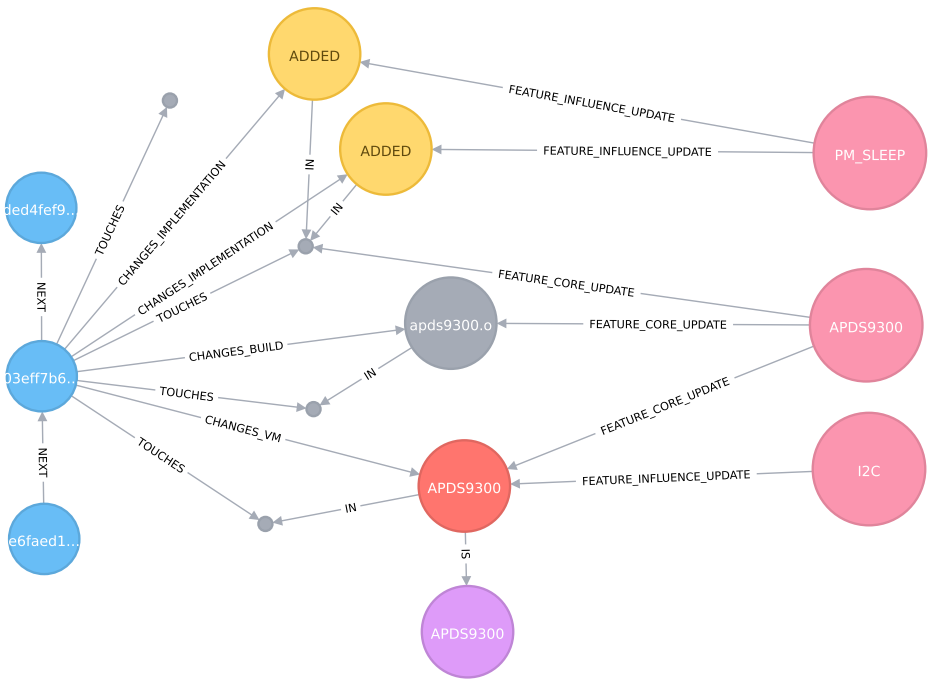 ADDED
FEATURE_INFLUENCE_UPDATE
ADDED
FEATURE_INFLUENCE_UPDATE
PM_SLEEP
TOUCHES
CHANGES_IMPLEMENTATION
IN
IN
ded4fef9...
CHANGES_IMPLEMENTATION
TOUCHES
NEXT
FEATURE_CORE_UPDATE
apds9300.o
FEATURE_CORE_UPDATE
APDS9300
CHANGES_BUILD
IN
03eff7b6...
TOUCHES
FEATURE_CORE_UPDATE
CHANGES_VM
TOUCHES
NEXT
APDS9300
FEATURE_INFLUENCE_UPDATE
I2C
IN
e6faed1...
IS
APDS9300